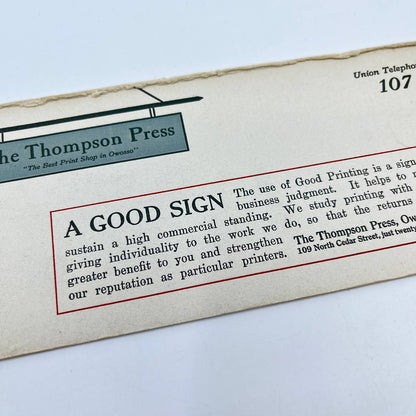 Union Telephon
107
he Thompson Press
"The Best Print Shop in Owosso"
A GOOD SIGN The use of Good Printing is a sign
business judgment. It helps to
sustain a high commercial standing. We study printing with
giving individuality to the work we do, so that the returns
greater benefit to you and strengthen The Thompson Press, Ow
our reputation as particular printers. 109 North Cedar Street, just twenty